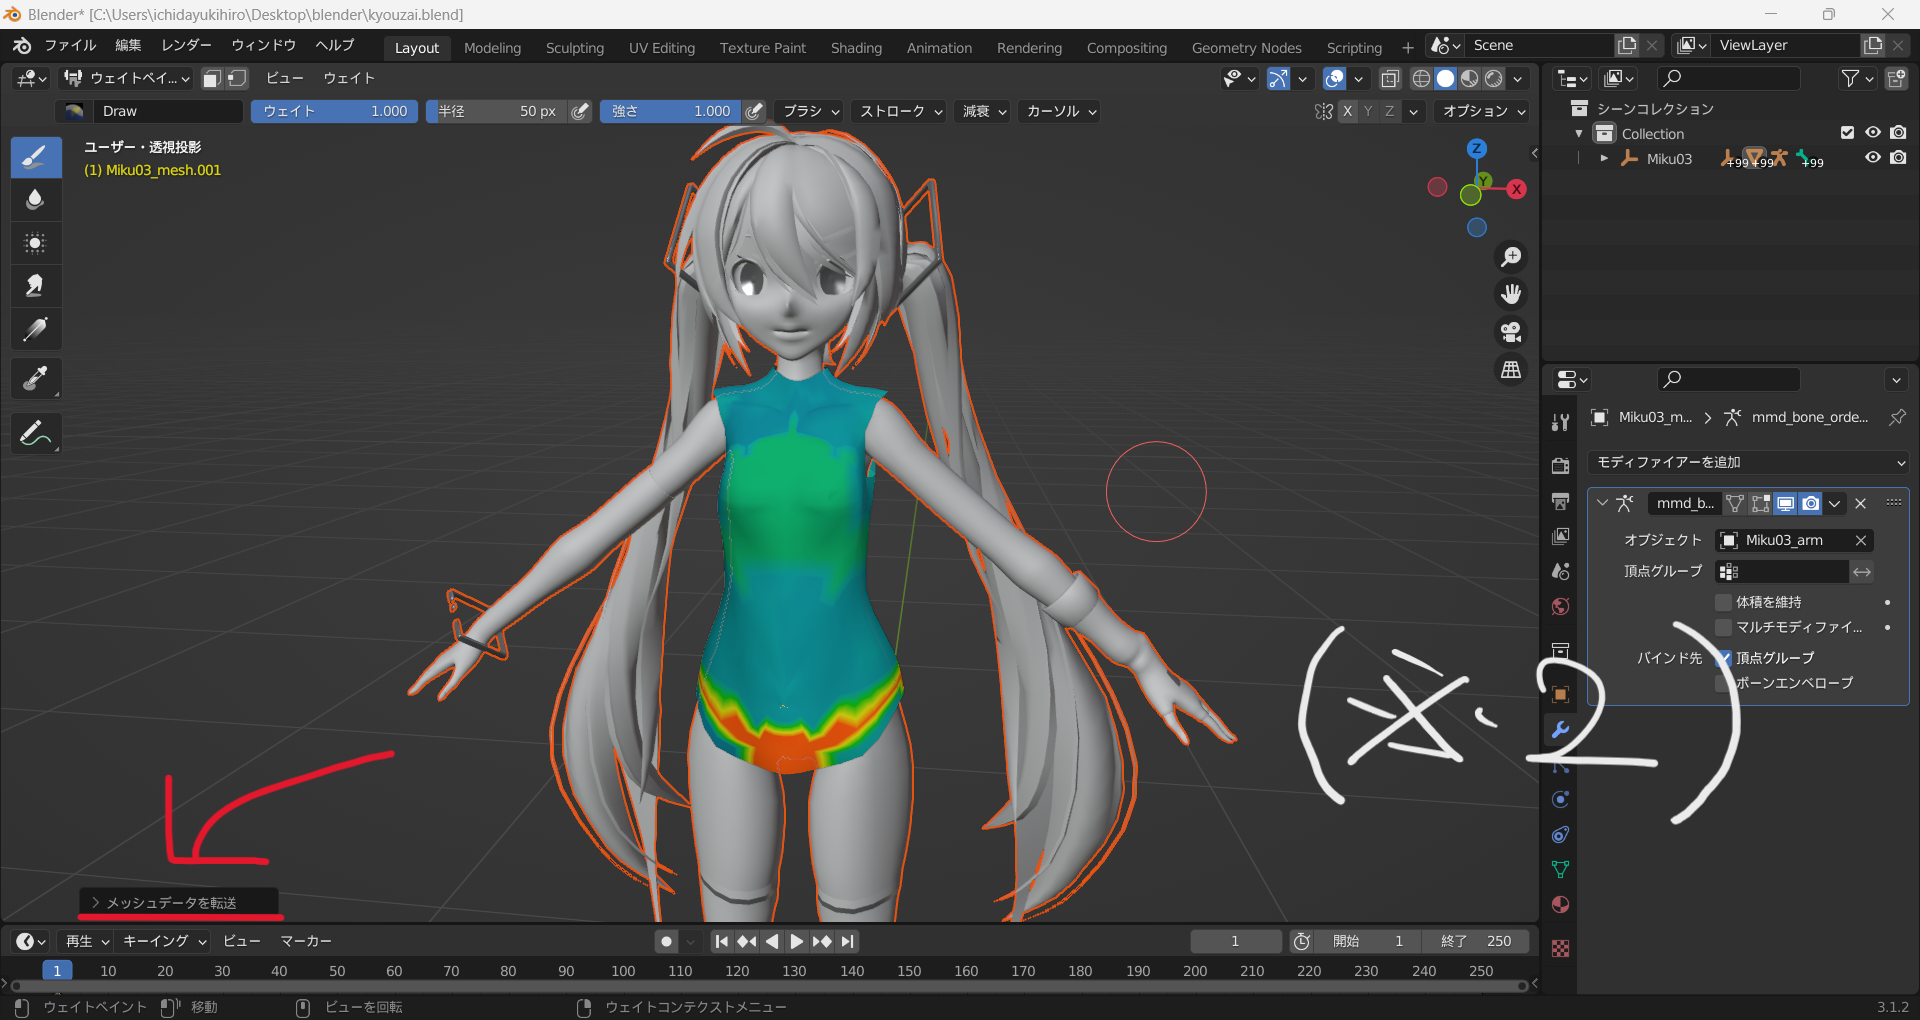 Blender* [C:\Users\ichidayukihiro\Desktop\blender\kyouzai.blend]
ファイル 編集 レンダー ウィンドウ ヘルプ Layout Modeling Sculpting UV Editing Texture Paint Shading Animation Rendering Compositing Geometry Nodes Scripting + Scene ViewLayer
ウェイトペイ... ビュー ウェイト
Draw ウェイト 1.000 半径 50 px 強さ 1.000 ブラシ ストローク 減衰 カーソル X Y Z オプション
ユーザー・透視投影
(1) Miku03_mesh.001
Z
Y
X
シーンコレクション
Collection
Miku03 +99 +99 +99
Miku03_m... > mmd_bone_orde...
モディファイアーを追加
mmd_b...
オブジェクト Miku03_arm
頂点グループ
体積を維持
マルチモディファイ...
バインド先 頂点グループ
ボーンエンベロープ
メッシュデータを転送
再生 キーイング ビュー マーカー 1 開始 1 終了 250
1 10 20 30 40 50 60 70 80 90 100 110 120 130 140 150 160 170 180 190 200 210 220 230 240 250
ウェイトペイント 移動 ビューを回転 ウェイトコンテクストメニュー 3.1.2